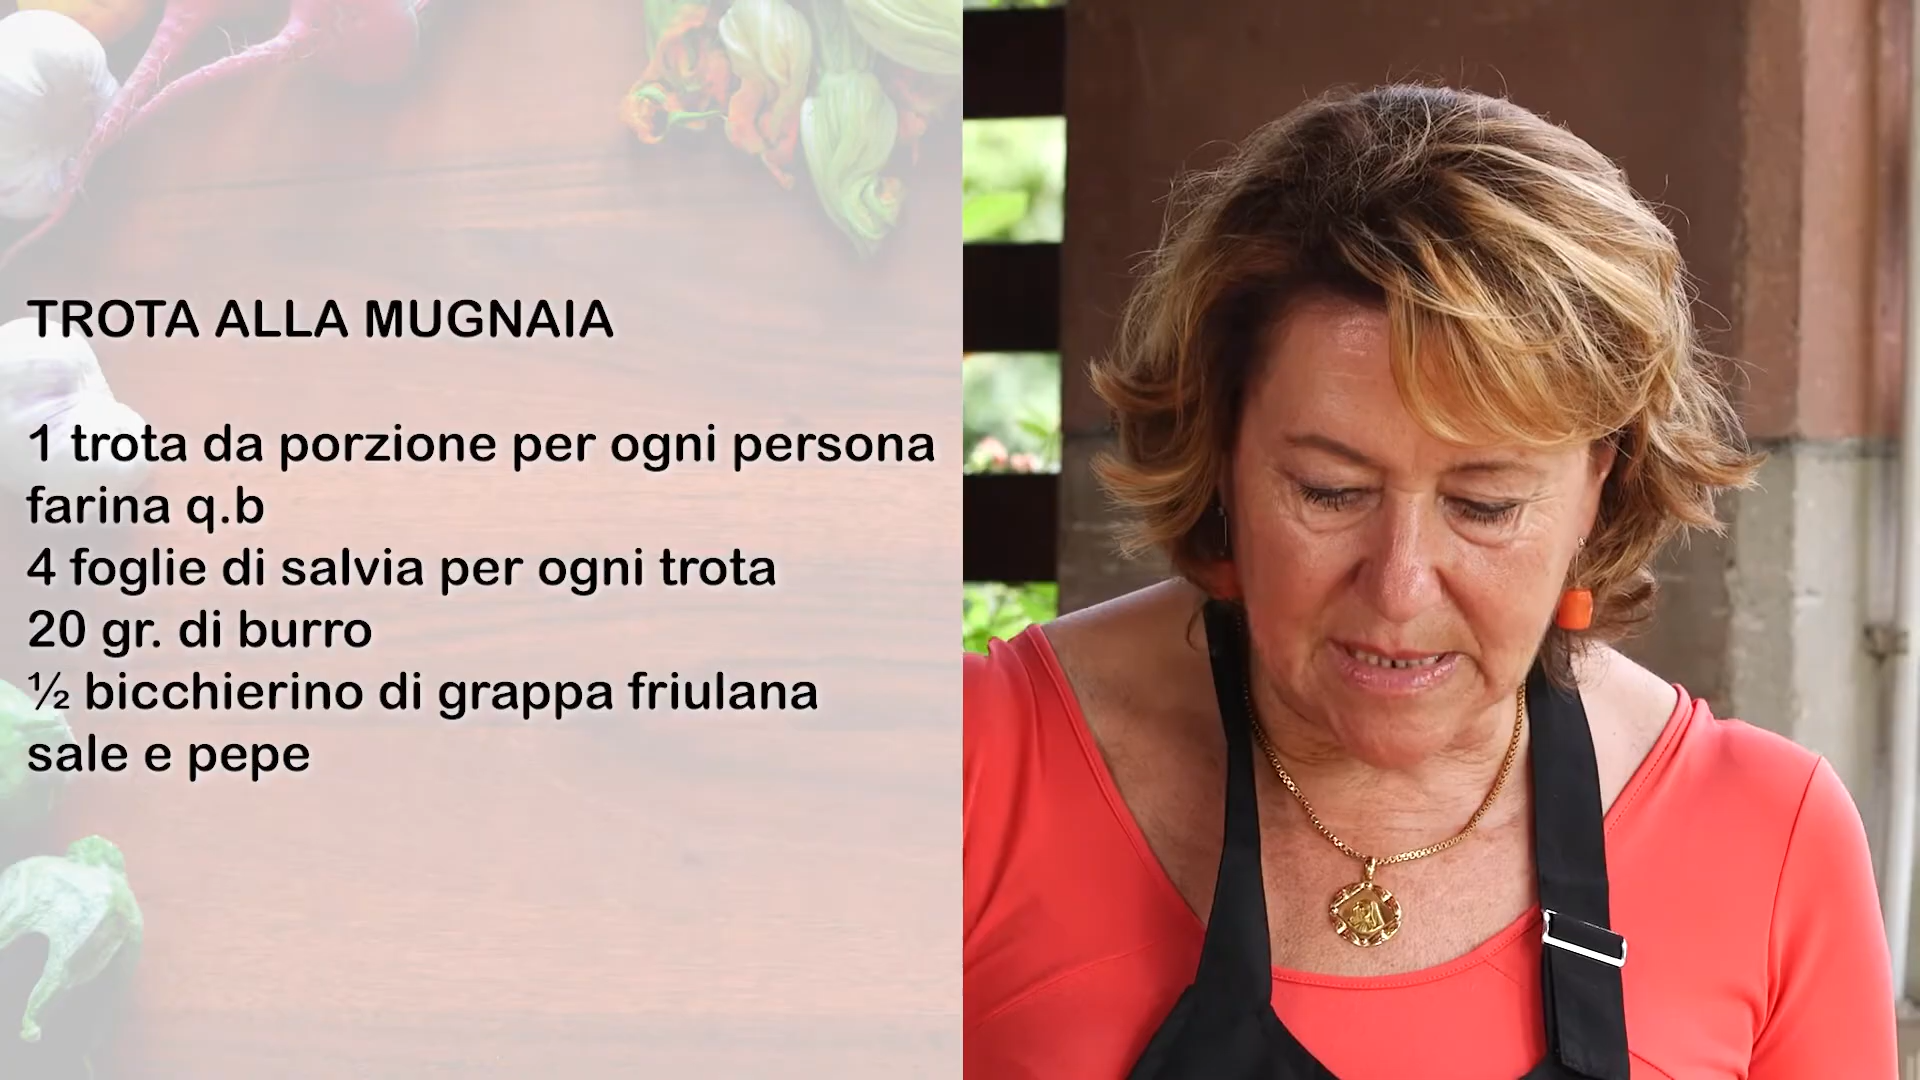 TROTA ALLA MUGNAIA
1 trota da porzione per ogni persona
farina q.b
4 foglie di salvia per ogni trota
20 gr. di burro
½ bicchierino di grappa friulana
sale e pepe